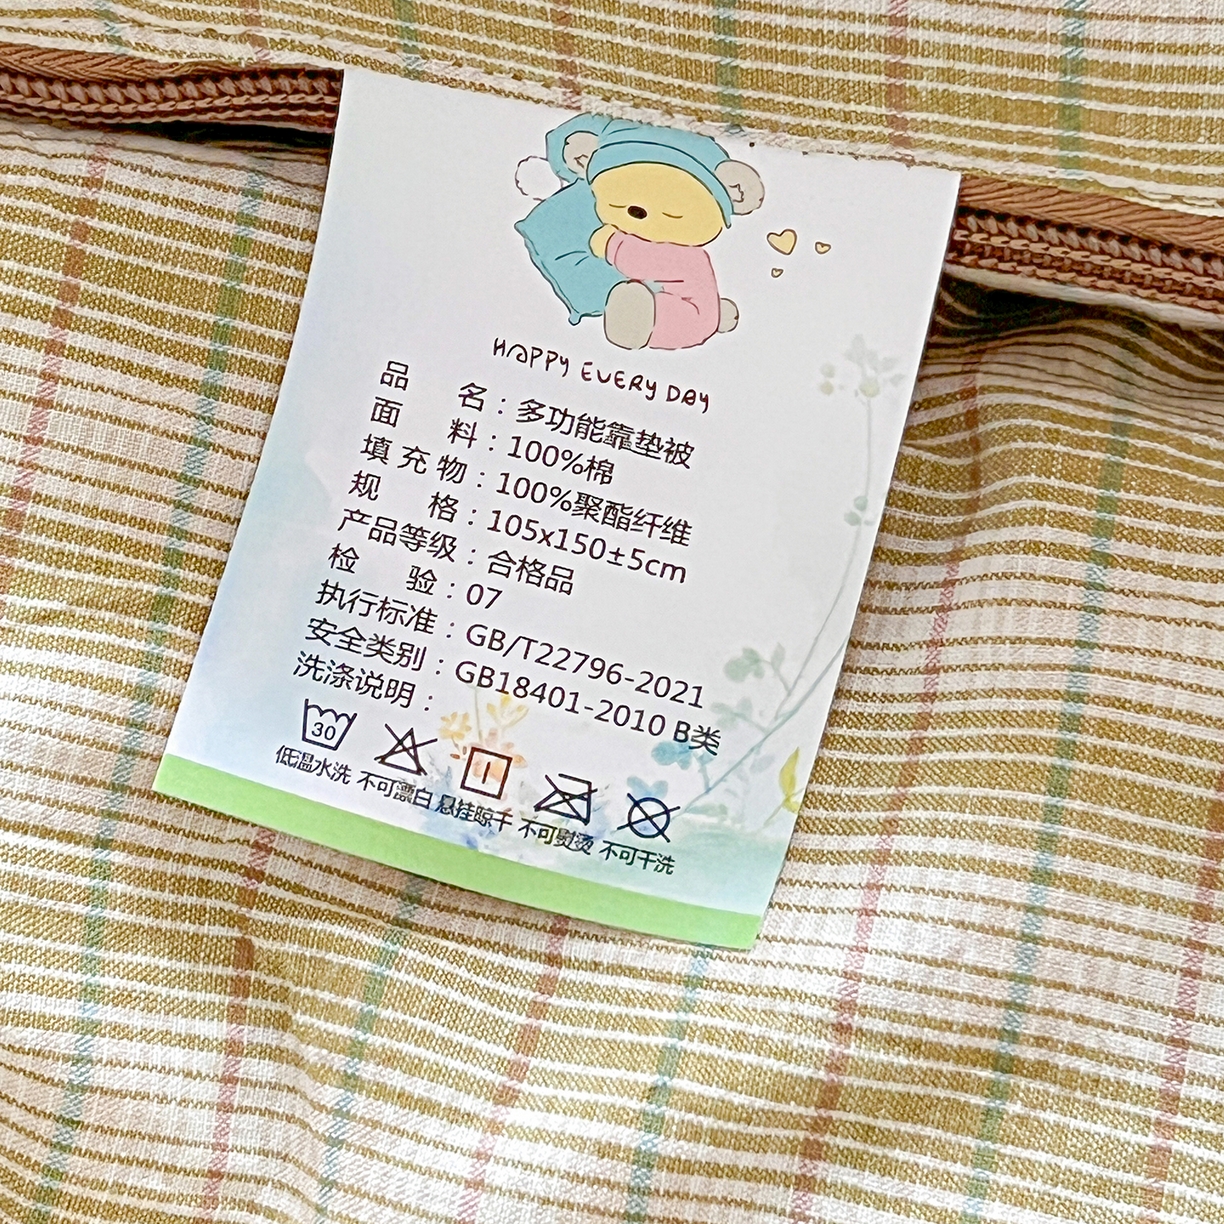 HAPPY EVERY DAY
品名：多功能靠垫被
面料：100%棉
填充物：100%聚酯纤维
规格：105x150±5cm
产品等级：合格品
检验：07
执行标准：GB/T22796-2021
安全类别：GB18401-2010 B类
洗涤说明：
30
低温水洗 不可漂白 悬挂晾干 不可熨烫 不可干洗